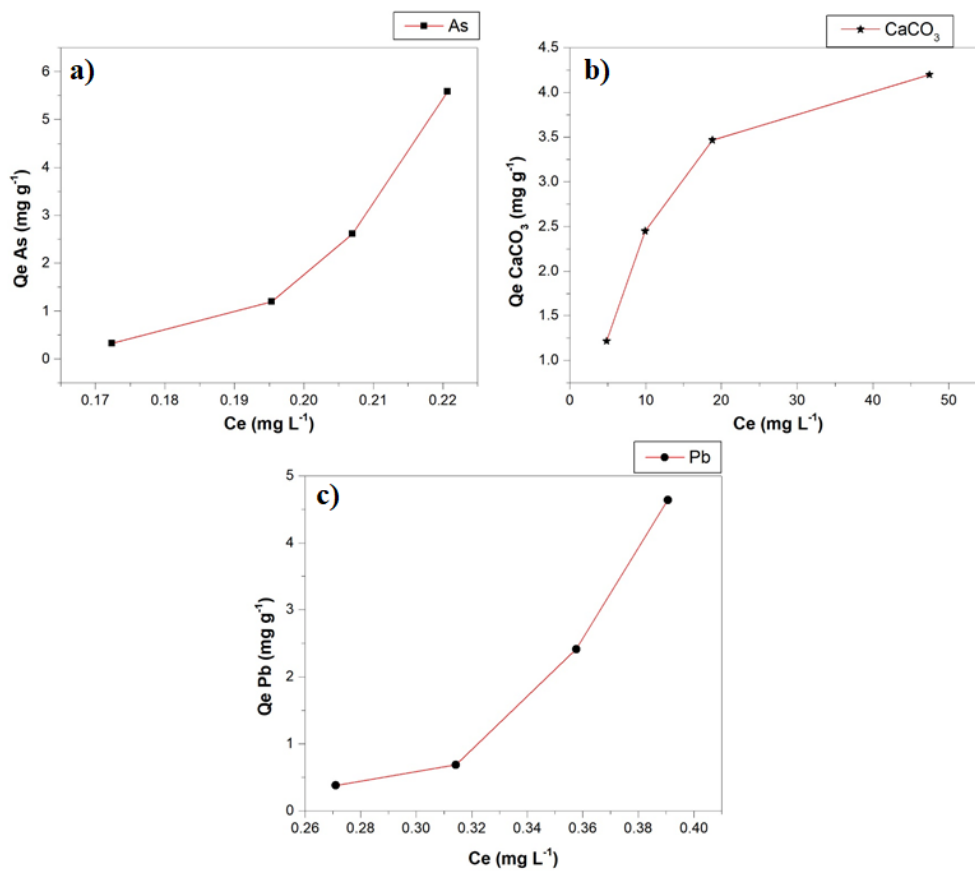 As
a)
6
5
4
3
2
1
0
Qe As (mg g⁻¹)
0.17 0.18 0.19 0.20 0.21 0.22
Ce (mg L⁻¹)
CaCO₃
b)
4.5
4.0
3.5
3.0
2.5
2.0
1.5
1.0
Qe CaCO₃ (mg g⁻¹)
0 10 20 30 40 50
Ce (mg L⁻¹)
Pb
c)
5
4
3
2
1
0
Qe Pb (mg g⁻¹)
0.26 0.28 0.30 0.32 0.34 0.36 0.38 0.40
Ce (mg L⁻¹)